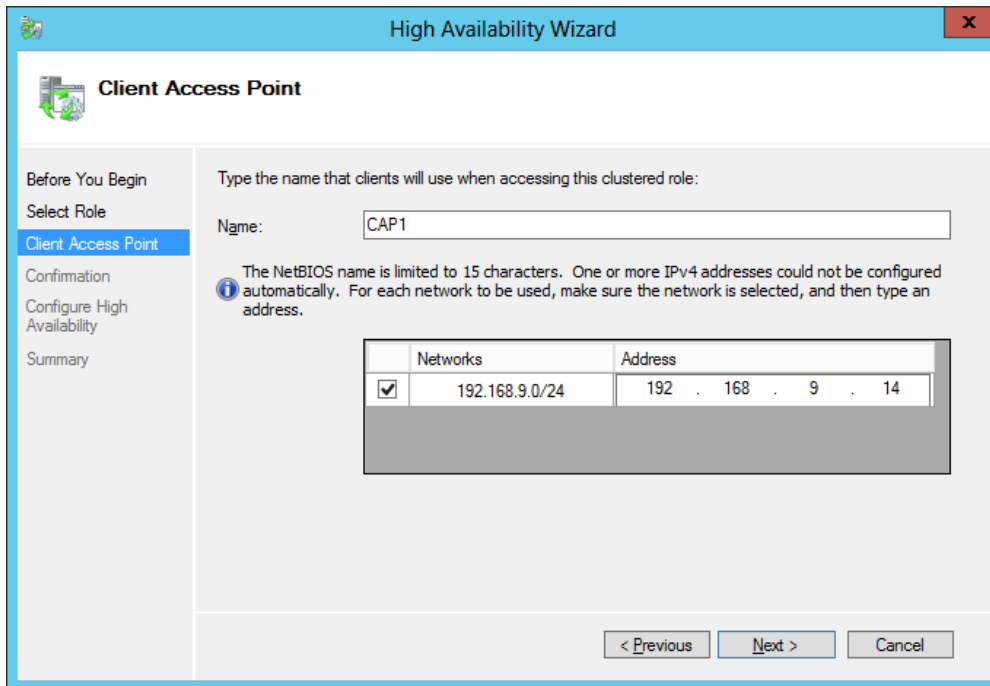 High Availability Wizard
x
Client Access Point
Before You Begin
Select Role
Client Access Point
Confirmation
Configure High
Availability
Summary
Type the name that clients will use when accessing this clustered role:
Name: CAP1
The NetBIOS name is limited to 15 characters. One or more IPv4 addresses could not be configured
automatically. For each network to be used, make sure the network is selected, and then type an
address.
Networks Address
192.168.9.0/24 192 . 168 . 9 . 14
< Previous Next > Cancel